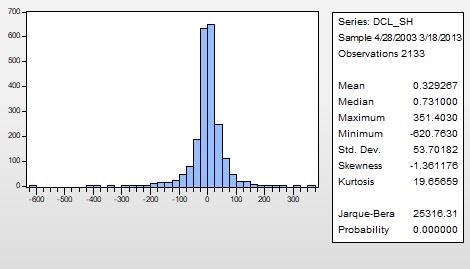 700
600
500
400
300
200
100
0
-600 -500 -400 -300 -200 -100 0 100 200 300
Series: DCL_SH
Sample 4/28/2003 3/18/2013
Observations 2133
Mean 0.329267
Median 0.731000
Maximum 351.4030
Minimum -620.7630
Std. Dev. 53.70182
Skewness -1.361176
Kurtosis 19.65659
Jarque-Bera 25316.31
Probability 0.000000